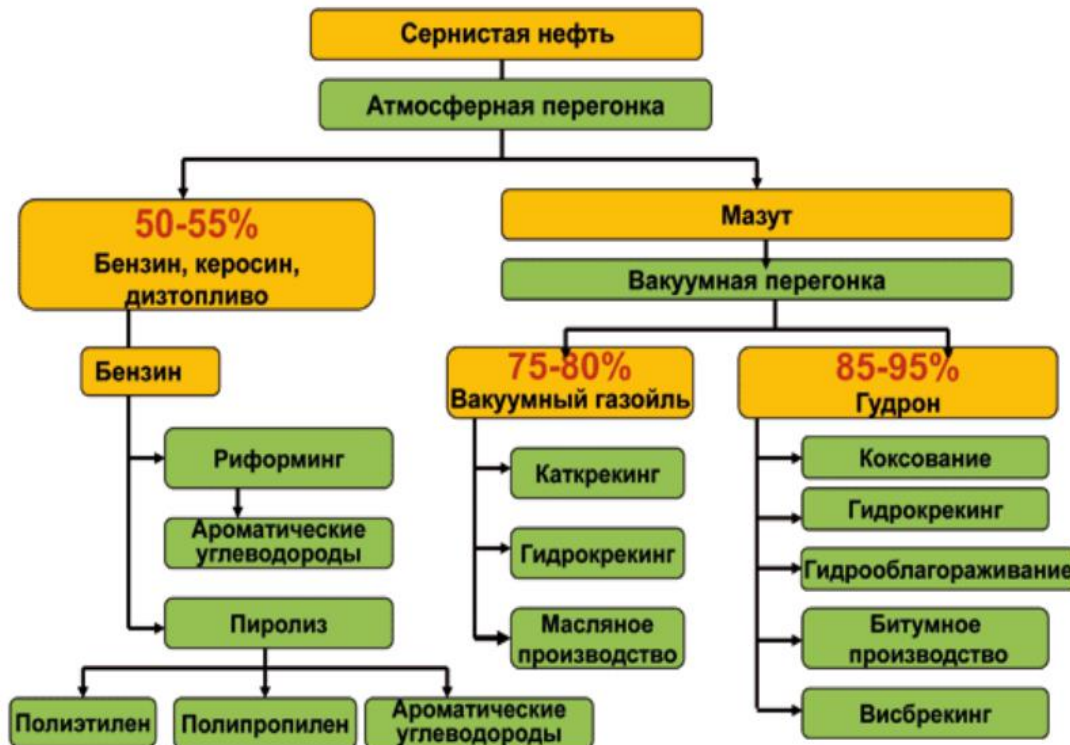 Сернистая нефть
Атмосферная перегонка
50-55%
Бензин, керосин,
дизтопливо
Мазут
Вакуумная перегонка
Бензин
75-80%
Вакуумный газойль
85-95%
Гудрон
Риформинг
Ароматические
углеводороды
Пиролиз
Полиэтилен
Полипропилен
Ароматические
углеводороды
Каткрекинг
Гидрокрекинг
Масляное
производство
Коксование
Гидрокрекинг
Гидрооблагораживание
Битумное
производство
Висбрекинг